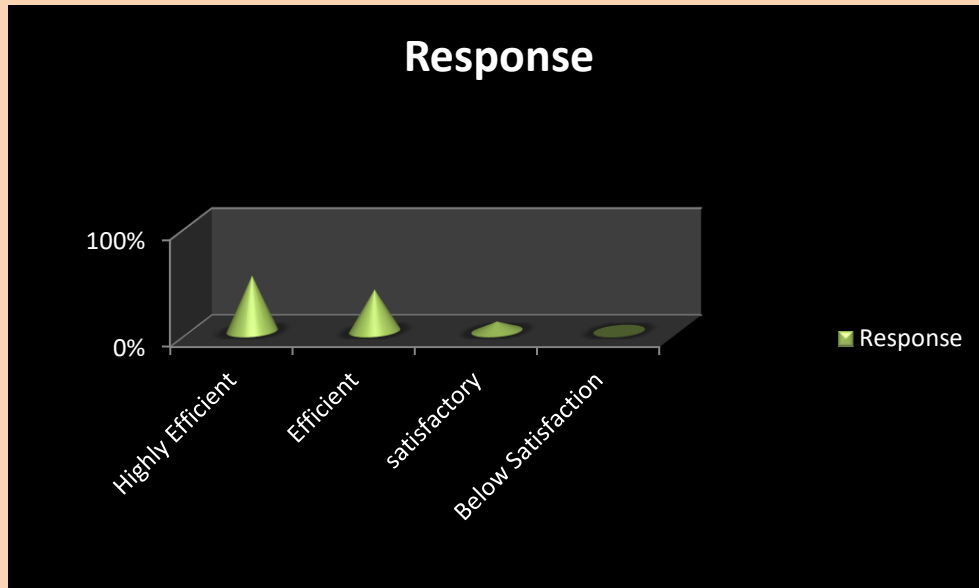 Response
100%
0%
Highly Efficient
Efficient
satisfactory
Below Satisfaction
Response